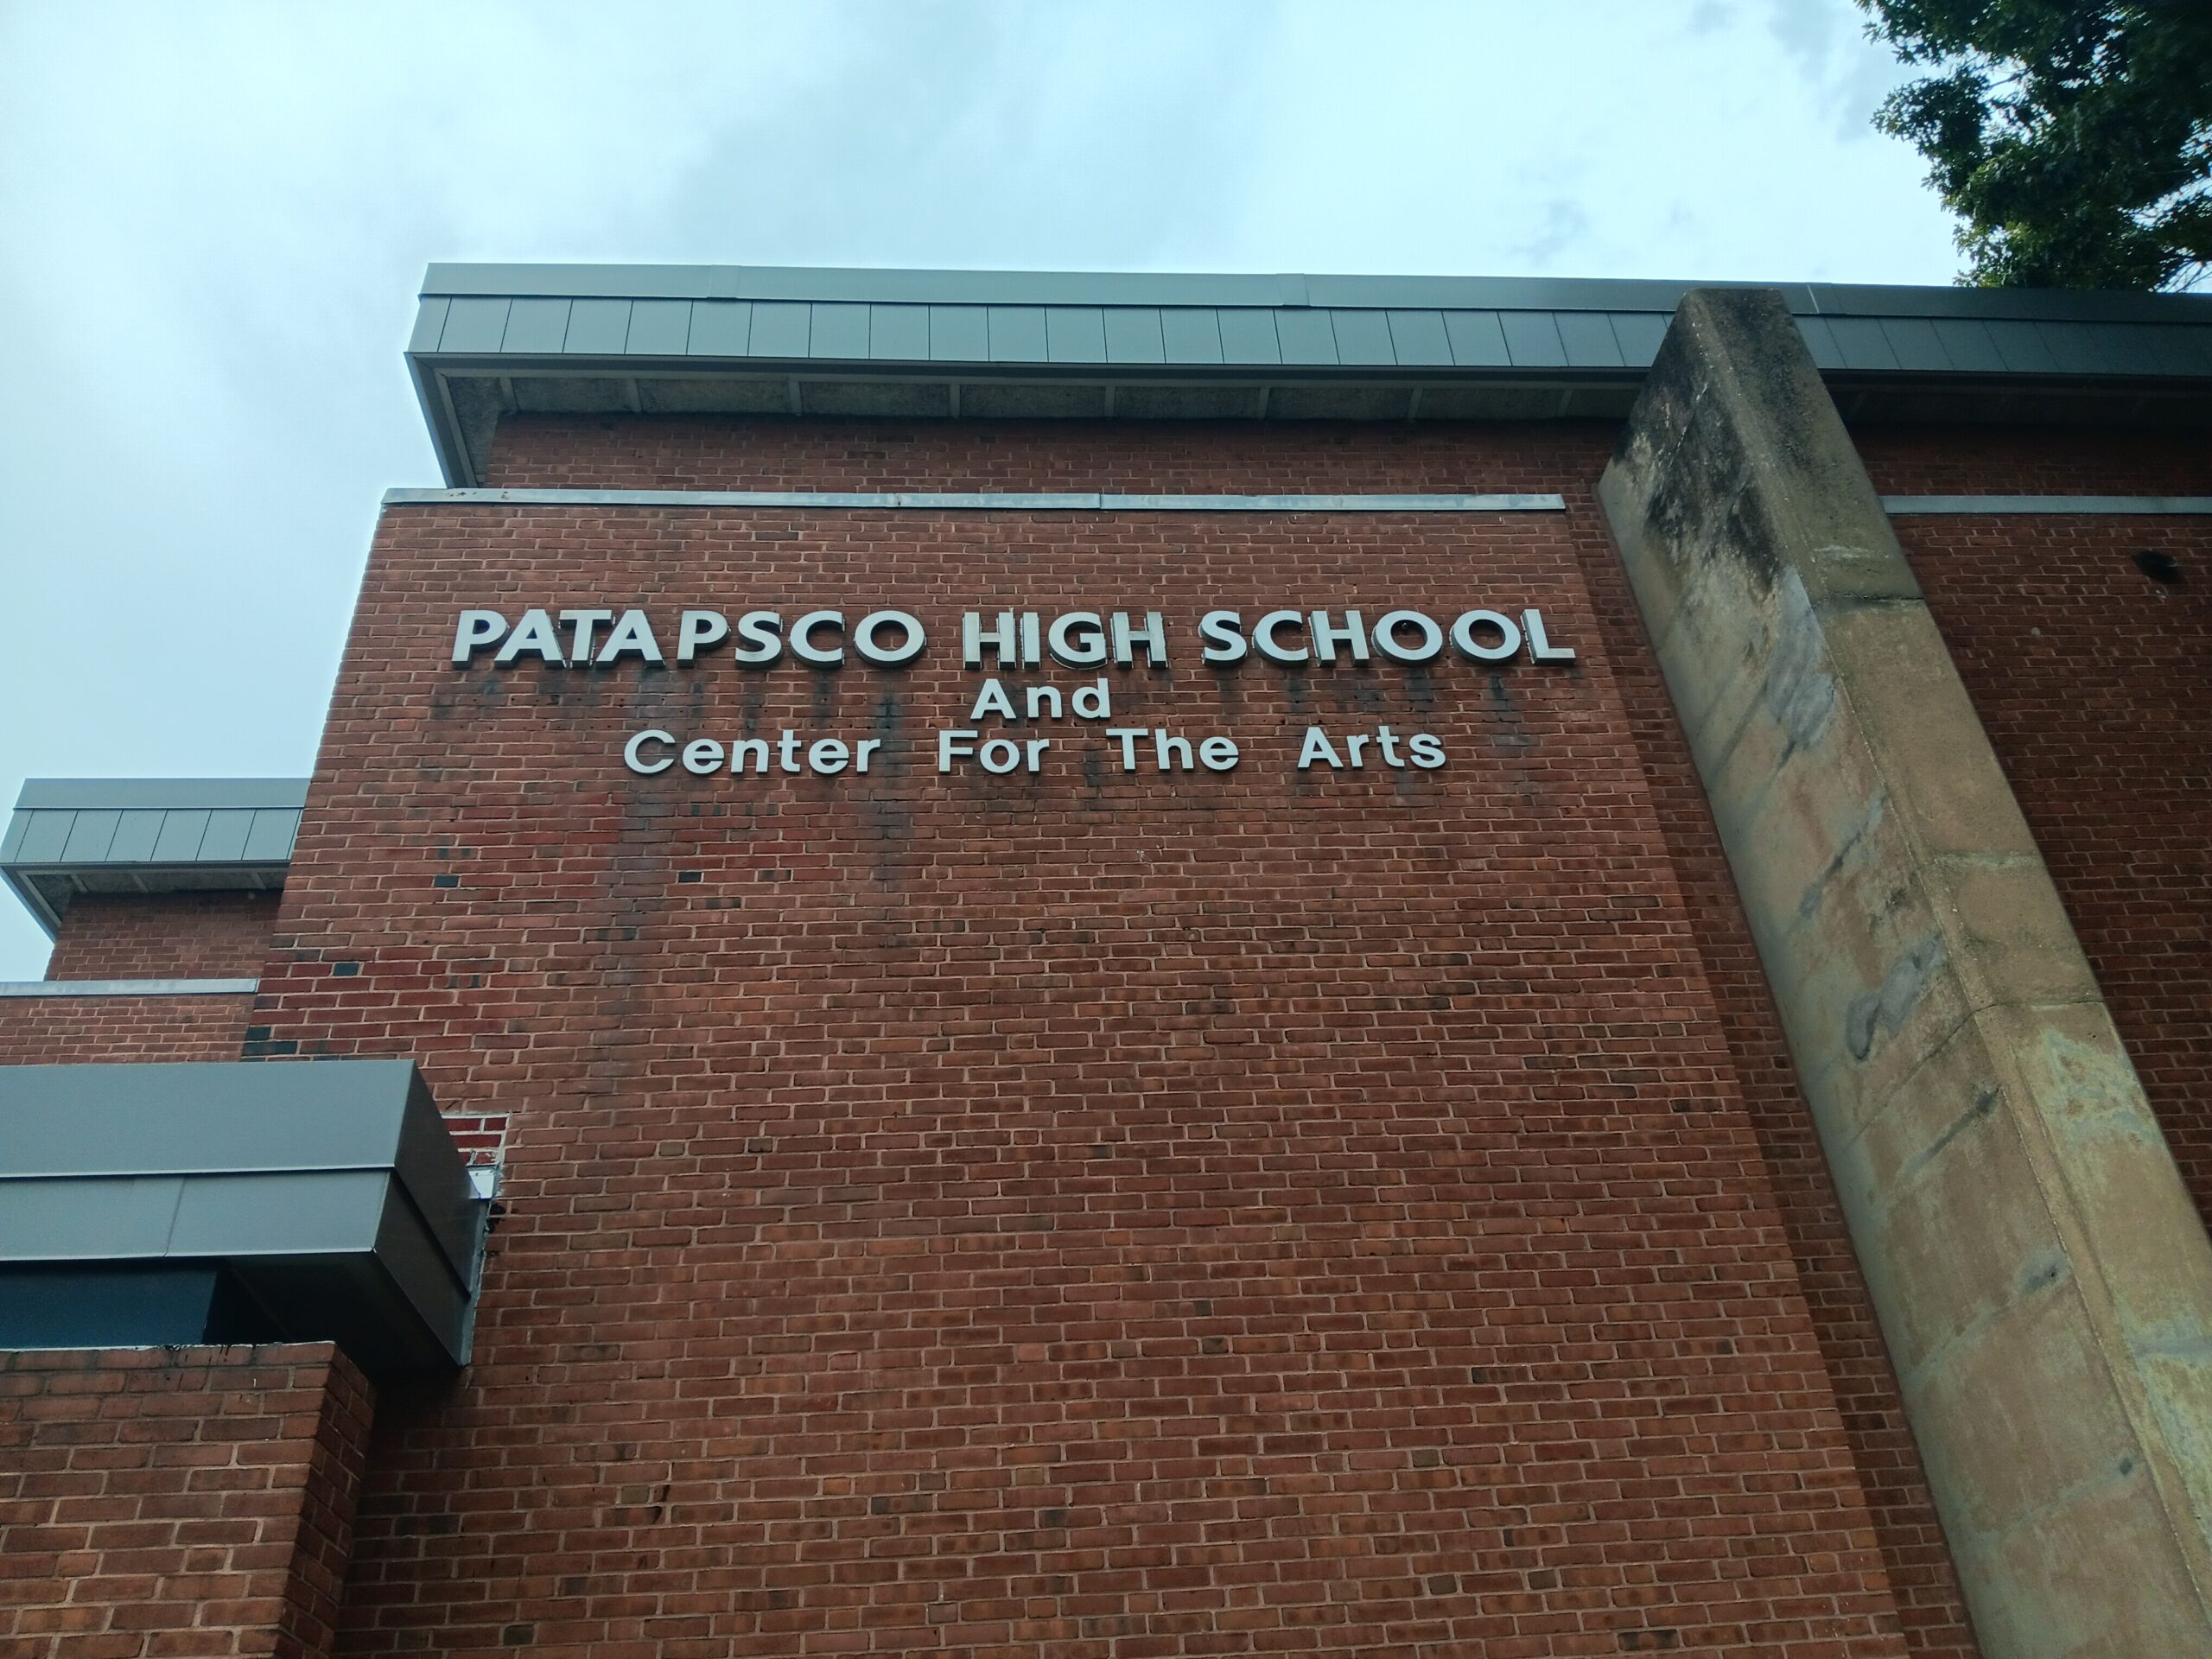 PATAPSCO HIGH SCHOOL
And
Center For The Arts